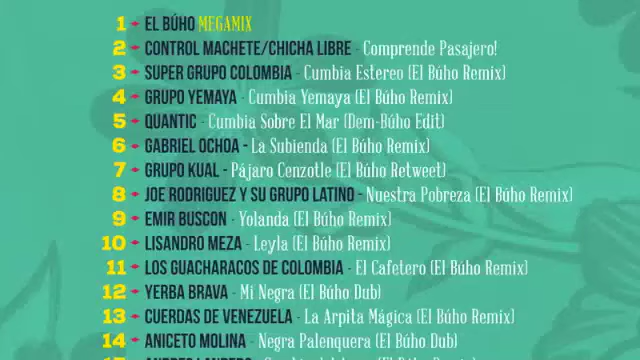 1 EL BÚHO MEGAMIX
2 CONTROL MACHETE/CHICHA LIBRE - Comprende Pasajero!
3 SUPER GRUPO COLOMBIA - Cumbia Estereo (El Búho Remix)
4 GRUPO YEMAYA - Cumbia Yemaya (El Búho Remix)
5 QUANTIC - Cumbia Sobre El Mar (Dem-Búho Edit)
6 GABRIEL OCHOA - La Subienda (El Búho Remix)
7 GRUPO KUAL - Pájaro Cenzotle (El Búho Retweet)
8 JOE RODRIGUEZ Y SU GRUPO LATINO - Nuestra Pobreza (El Búho Remix)
9 EMIR BUSCON - Yolanda (El Búho Remix)
10 LISANDRO MEZA - Leyla (El Búho Remix)
11 LOS GUACHARACOS DE COLOMBIA - El Cafetero (El Búho Remix)
12 YERBA BRAVA - Mi Negra (El Búho Dub)
13 CUERDAS DE VENEZUELA - La Arpita Mágica (El Búho Remix)
14 ANICETO MOLINA - Negra Palenquera (El Búho Dub)